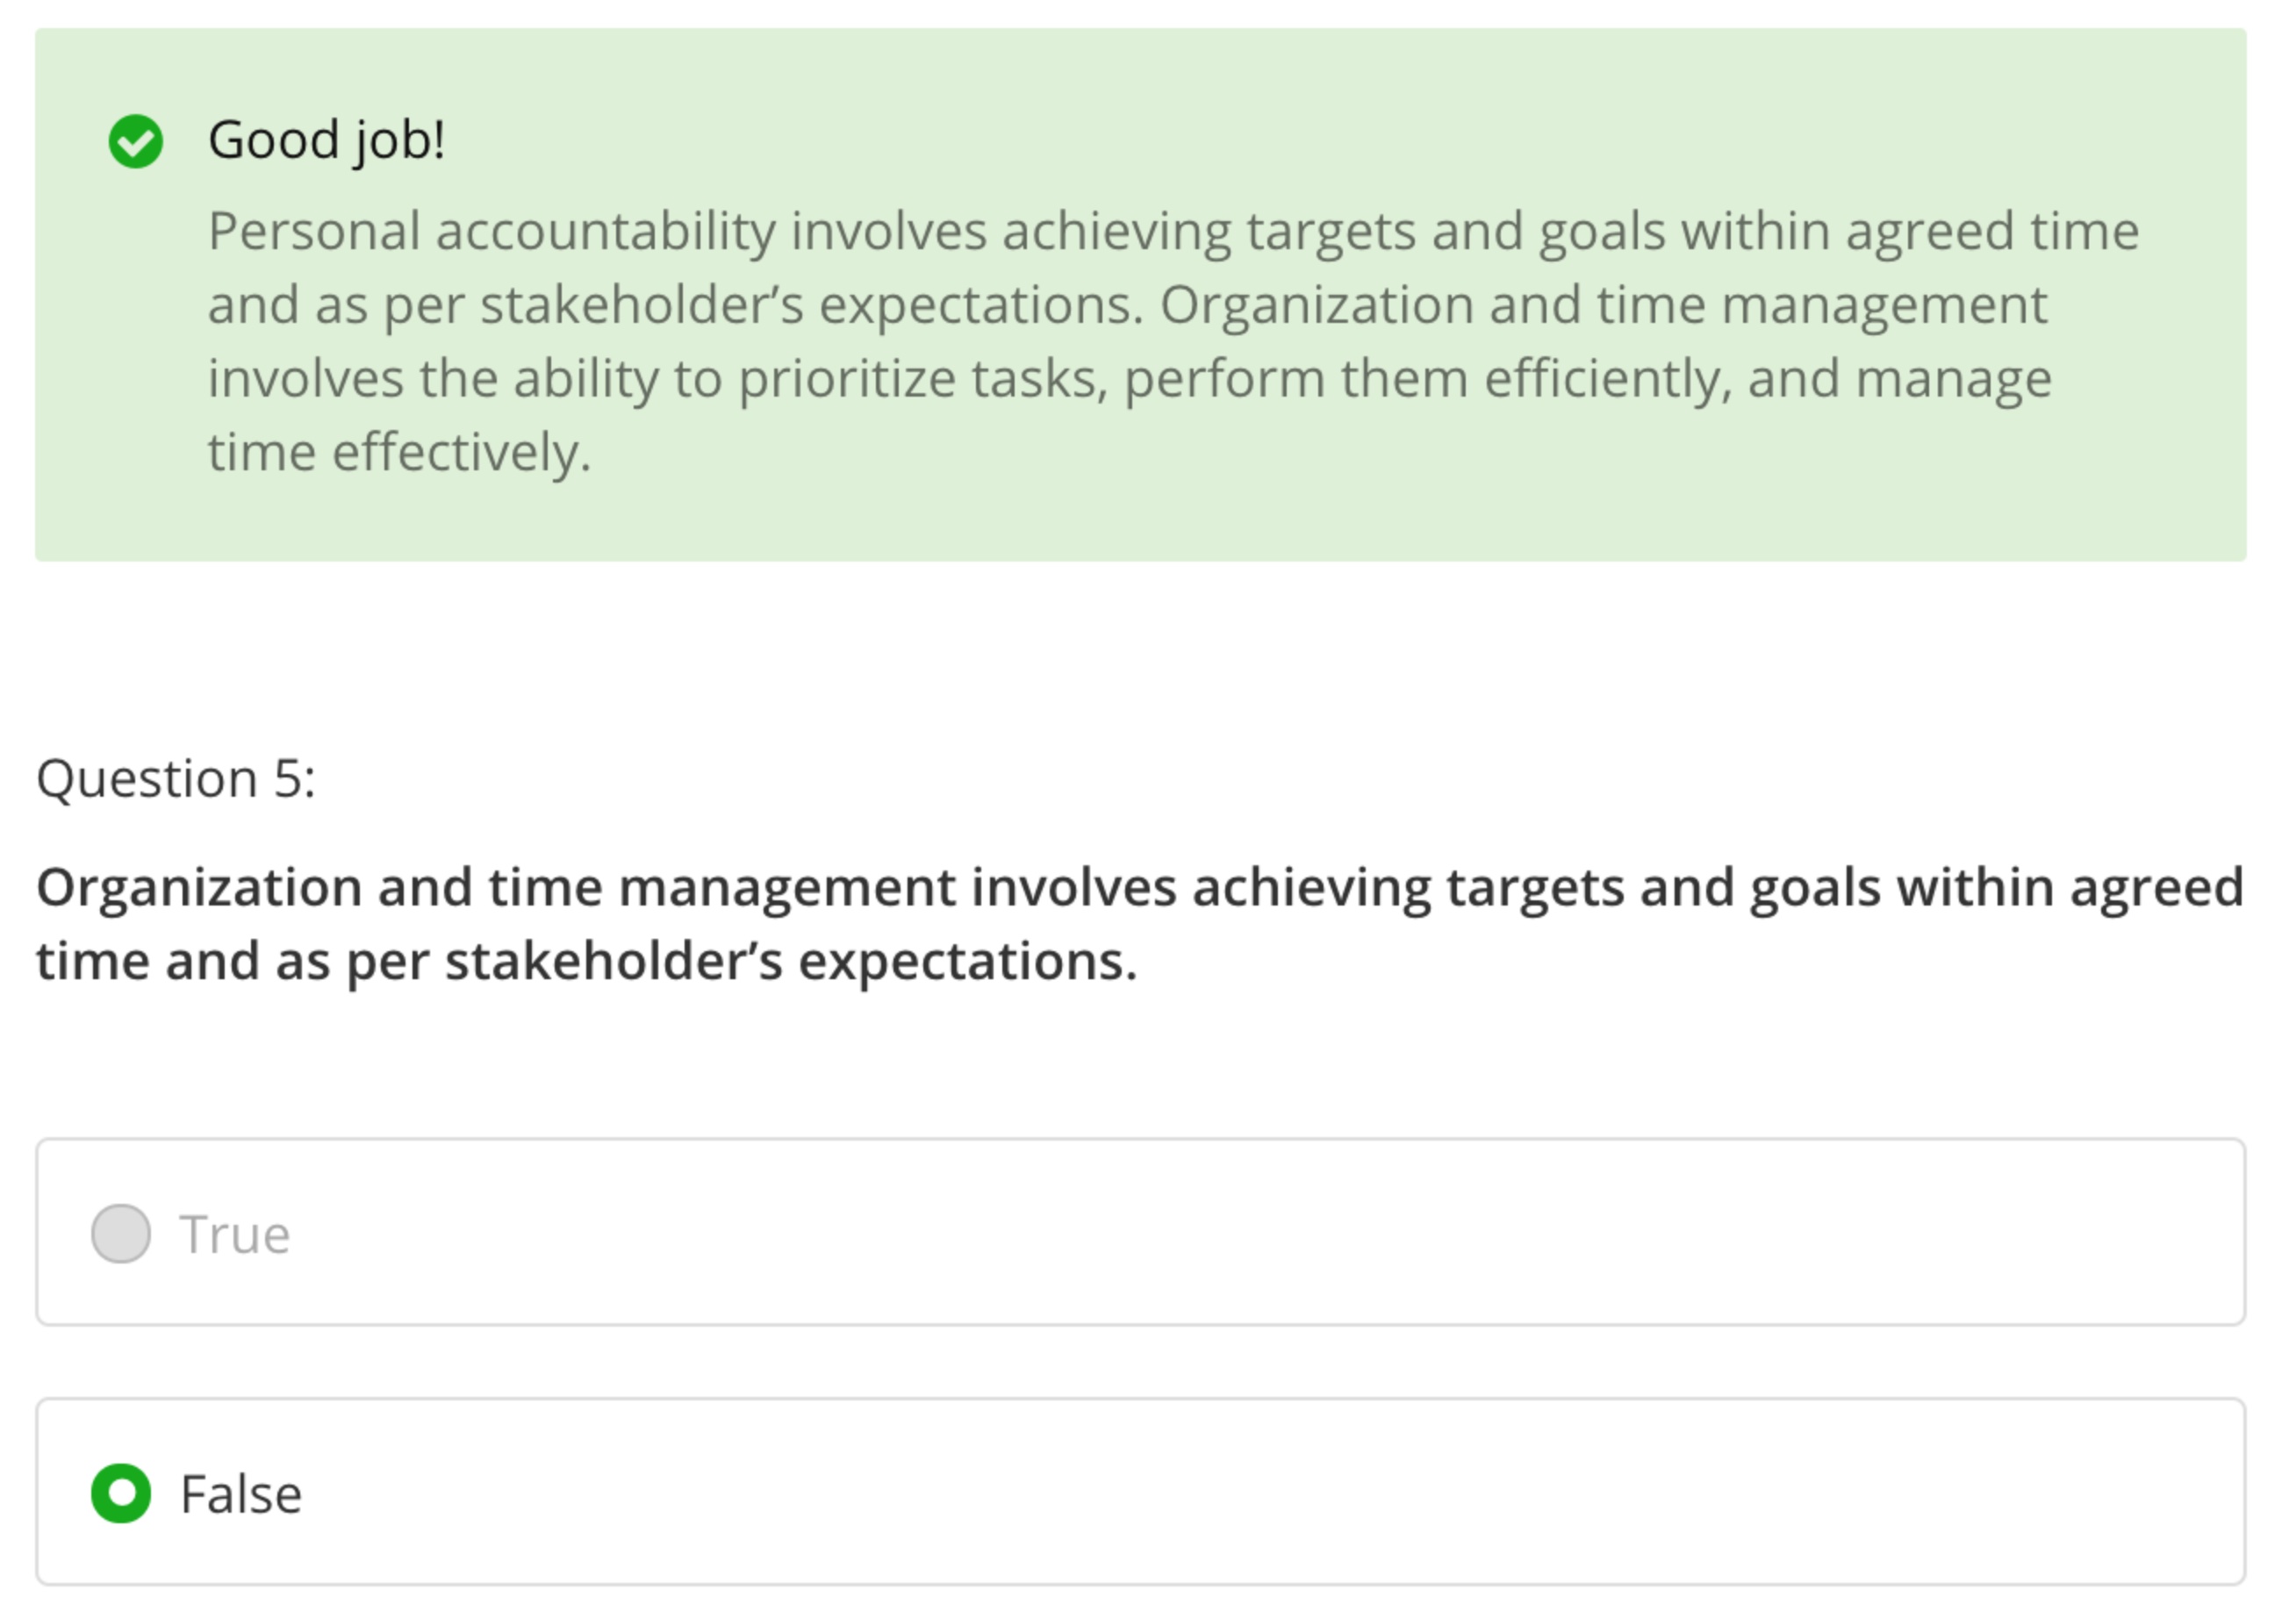 Good job!
Personal accountability involves achieving targets and goals within agreed time
and as per stakeholder’s expectations. Organization and time management
involves the ability to prioritize tasks, perform them efficiently, and manage
time effectively.
Question 5:
Organization and time management involves achieving targets and goals within agreed
time and as per stakeholder’s expectations.
True
False